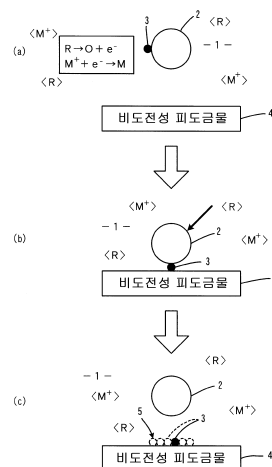 3 2 〈R〉
(a) 〈M⁺〉 R→O + e⁻ − 1 −
M⁺ + e⁻→M
〈R〉 〈M⁺〉
비도전성 피도금물 4
〈M⁺〉 〈R〉
− 1 −
(b) 2 〈M⁺〉
〈R〉 3
비도전성 피도금물
〈R〉
− 1 −
(c) 〈M⁺〉 2
5 3 〈M⁺〉
〈R〉
비도전성 피도금물 4